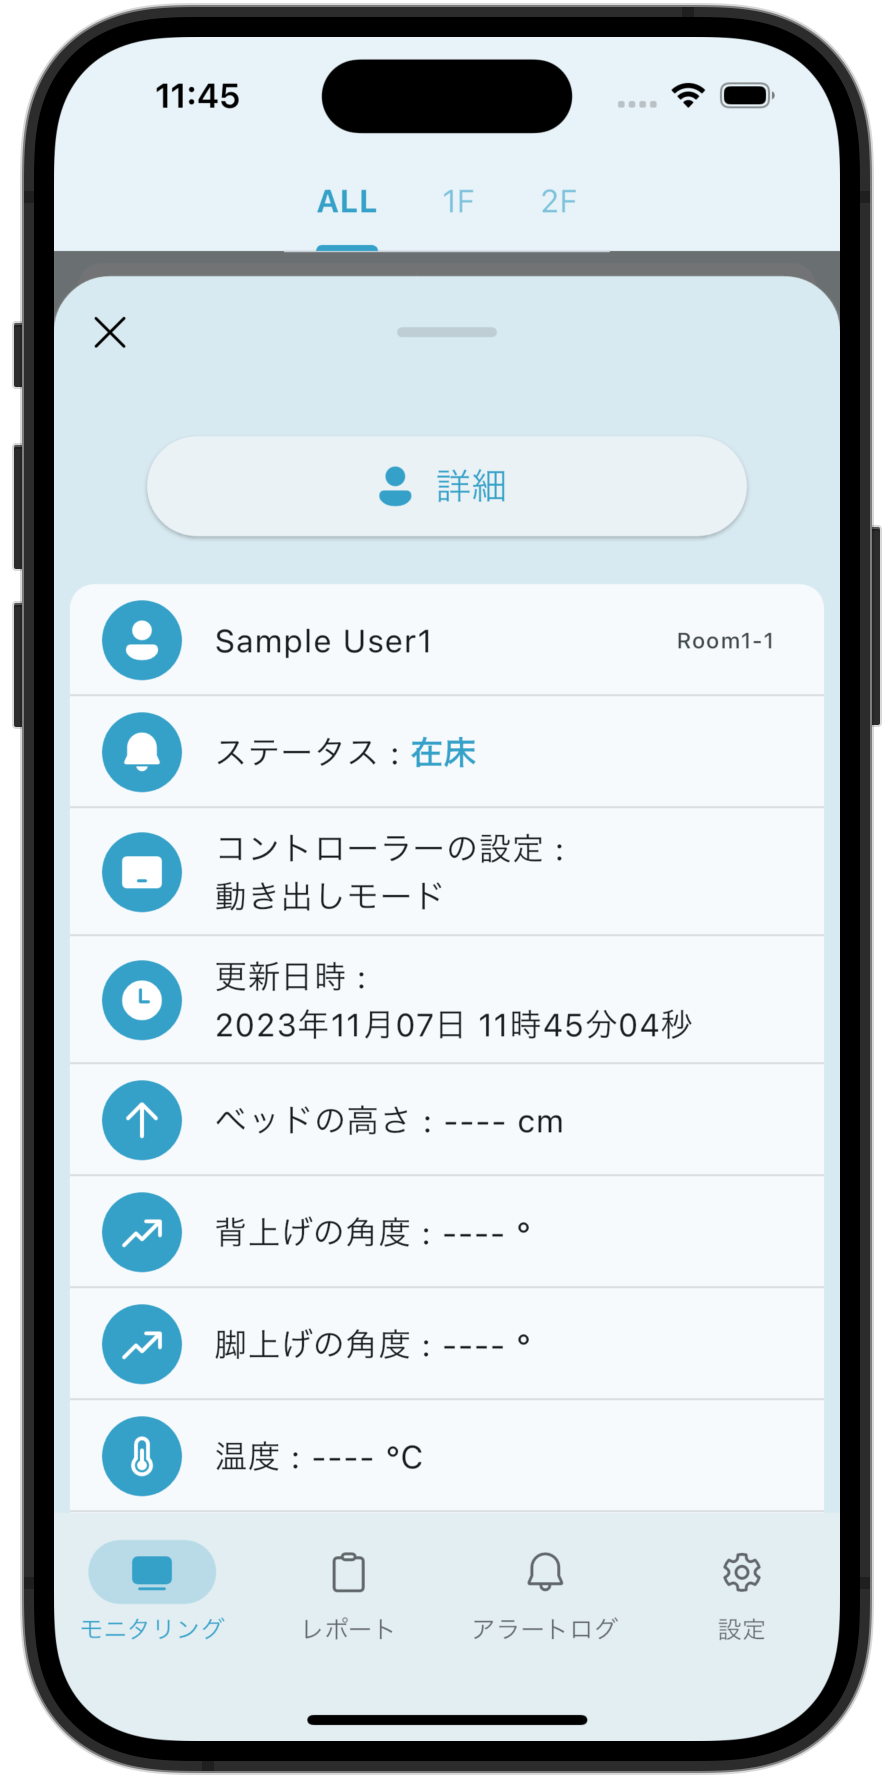 11:45
ALL 1F 2F
詳細
Sample User1 Room1-1
ステータス : 在床
コントローラーの設定 :
動き出しモード
更新日時 :
2023年11月07日 11時45分04秒
ベッドの高さ : ---- cm
背上げの角度 : ---- °
脚上げの角度 : ---- °
温度 : ---- °C
モニタリング レポート アラートログ 設定